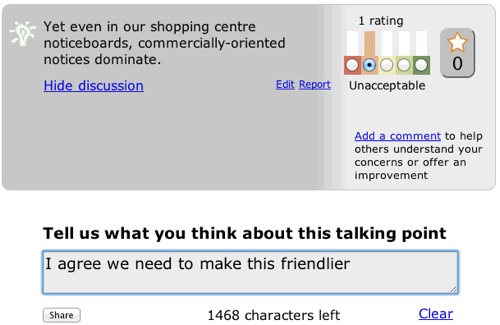 Yet even in our shopping centre
noticeboards, commercially-oriented
notices dominate.
Hide discussion
Edit Report
1 rating
Unacceptable
0
Add a comment to help
others understand your
concerns or offer an
improvement
Tell us what you think about this talking point
I agree we need to make this friendlier
Share
1468 characters left
Clear